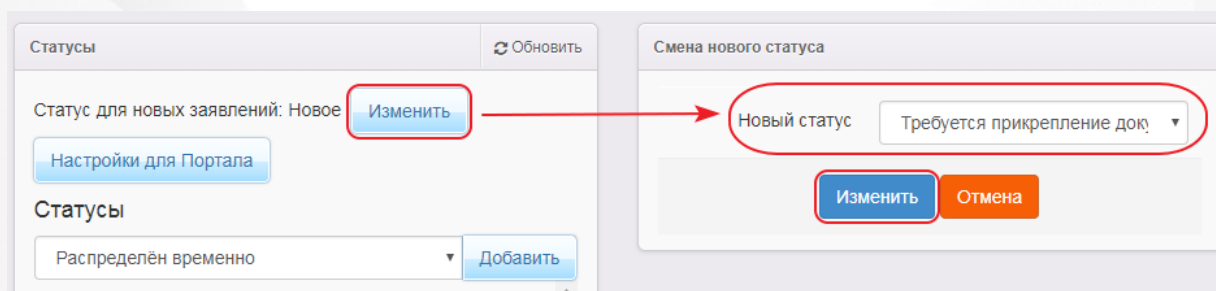 Статусы
Обновить
Статус для новых заявлений: Новое
Изменить
Настройки для Портала
Статусы
Распределён временно
Добавить
Смена нового статуса
Новый статус
Требуется прикрепление доку
Изменить
Отмена